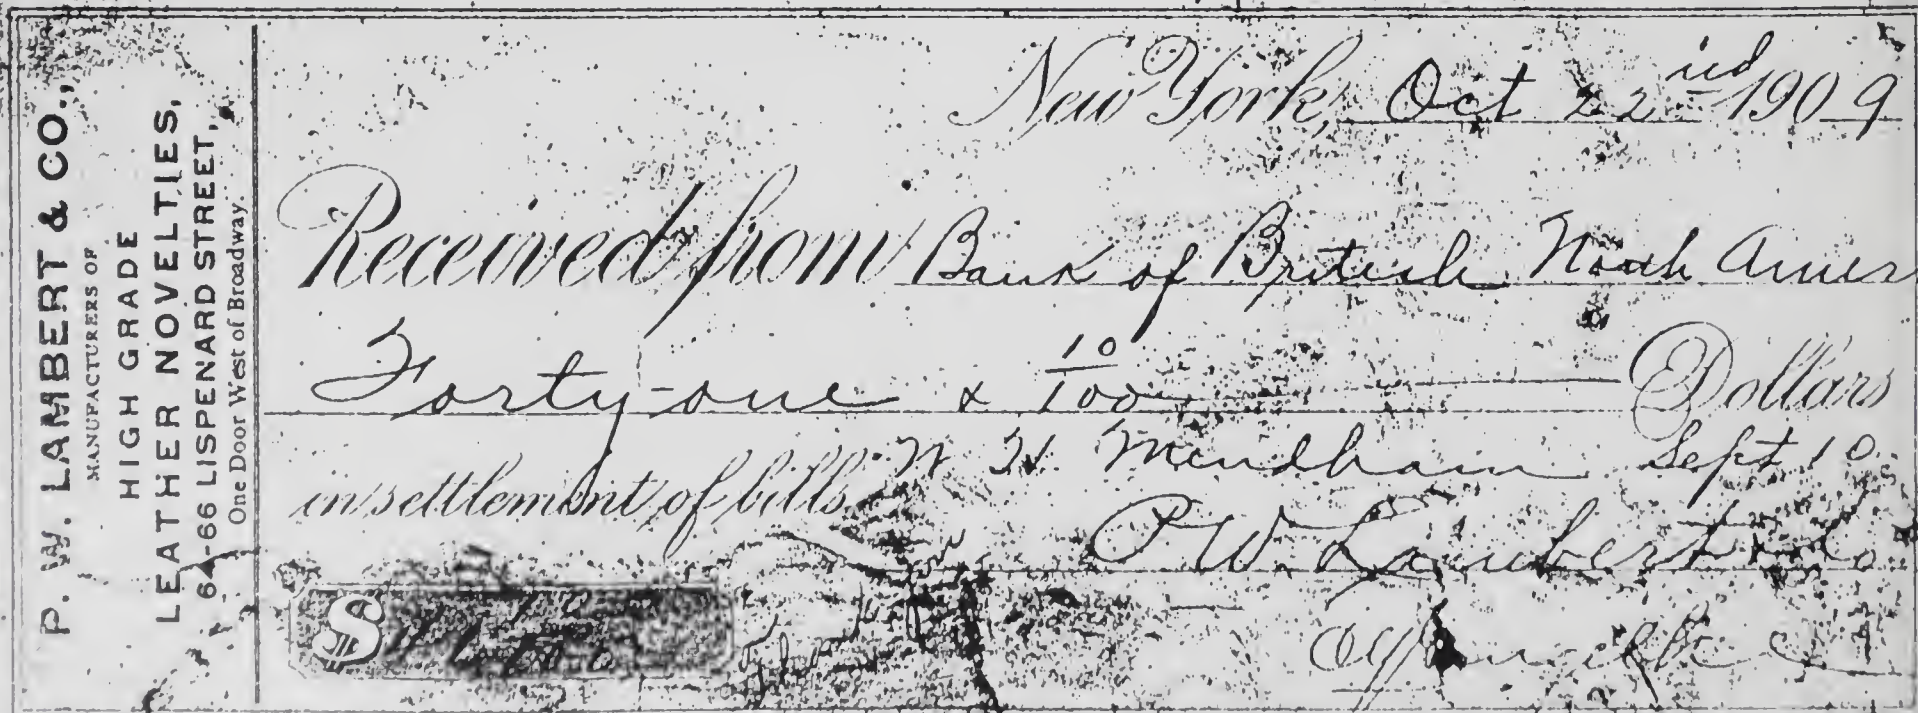 P. W. LAMBERT & CO.,
MANUFACTURERS OF
HIGH GRADE
LEATHER NOVELTIES,
64-66 LISPENARD STREET,
One Door West of Broadway.
New York, Oct 22nd 1909
Received from Bank of British North Amer
Forty-one & 10/100 Dollars
in settlement of bills. W. H. Mendham Sept 10
P W Lambert & Co
$